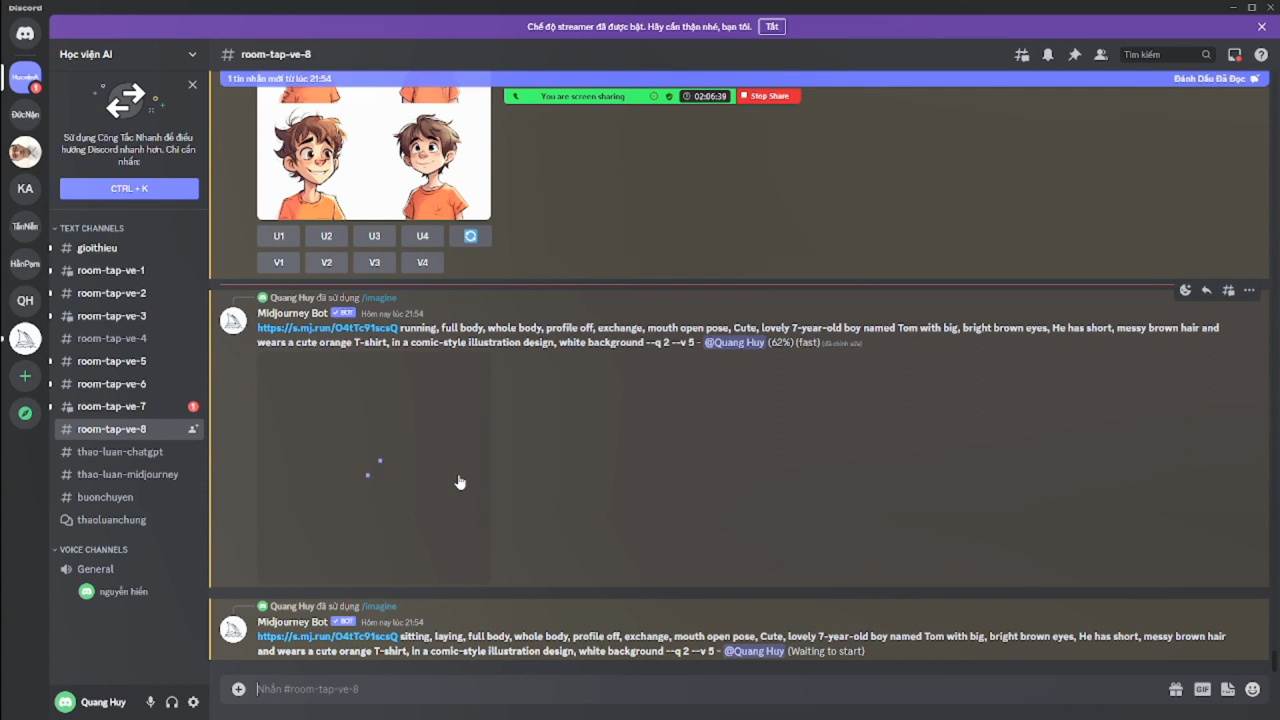 Discord
Chế độ streamer đã được bật. Hãy cẩn thận nhé, bạn tôi.
Tắt
Học viện AI
# room-tap-ve-8
Tìm kiếm
1 tin nhắn mới từ lúc 21:54
Đánh Dấu Đã Đọc
You are screen sharing
02:06:39
Stop Share
Sử dụng Công Tắc Nhanh để điều
hướng Discord nhanh hơn. Chỉ cần
nhấn:
CTRL + K
1
ĐứcNận
KA
TấnNẫn
HằnPạm
QH
TEXT CHANNELS
# gioithieu
room-tap-ve-1
# room-tap-ve-2
room-tap-ve-3
# room-tap-ve-4
# room-tap-ve-5
# room-tap-ve-6
room-tap-ve-7 1
# room-tap-ve-8
# thao-luan-chatgpt
# thao-luan-midjourney
# buonchuyen
thaoluanchung
VOICE CHANNELS
General
nguyễn hiền
Quang Huy
U1 U2 U3 U4
V1 V2 V3 V4
Quang Huy đã sử dụng /imagine
Midjourney Bot ✓ BOT Hôm nay lúc 21:54
https://s.mj.run/O4tTc91scsQ running, full body, whole body, profile off, exchange, mouth open pose, Cute, lovely 7-year-old boy named Tom with big, bright brown eyes, He has short, messy brown hair and
wears a cute orange T-shirt, in a comic-style illustration design, white background --q 2 --v 5 - @Quang Huy (62%) (fast) (đã chỉnh sửa)
Quang Huy đã sử dụng /imagine
Midjourney Bot ✓ BOT Hôm nay lúc 21:54
https://s.mj.run/O4tTc91scsQ sitting, laying, full body, whole body, profile off, exchange, mouth open pose, Cute, lovely 7-year-old boy named Tom with big, bright brown eyes, He has short, messy brown hair
and wears a cute orange T-shirt, in a comic-style illustration design, white background --q 2 --v 5 - @Quang Huy (Waiting to start)
Nhắn #room-tap-ve-8
GIF